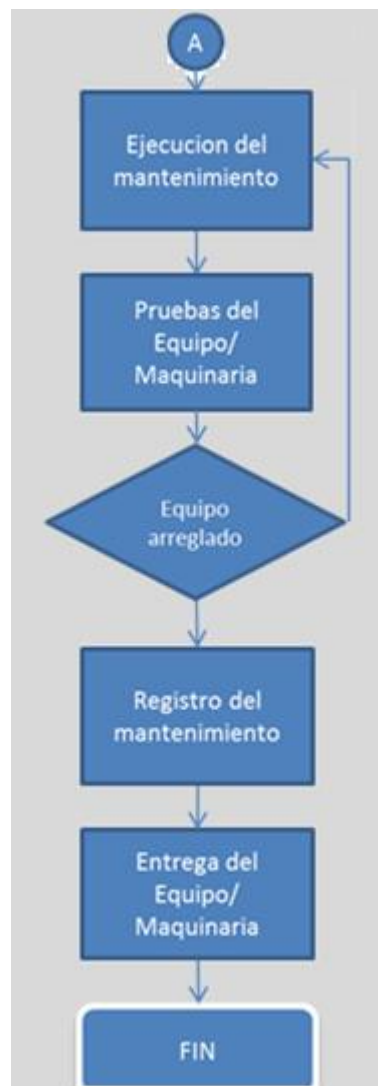 A
Ejecucion del
mantenimiento
Pruebas del
Equipo/
Maquinaria
Equipo
arreglado
Registro del
mantenimiento
Entrega del
Equipo/
Maquinaria
FIN